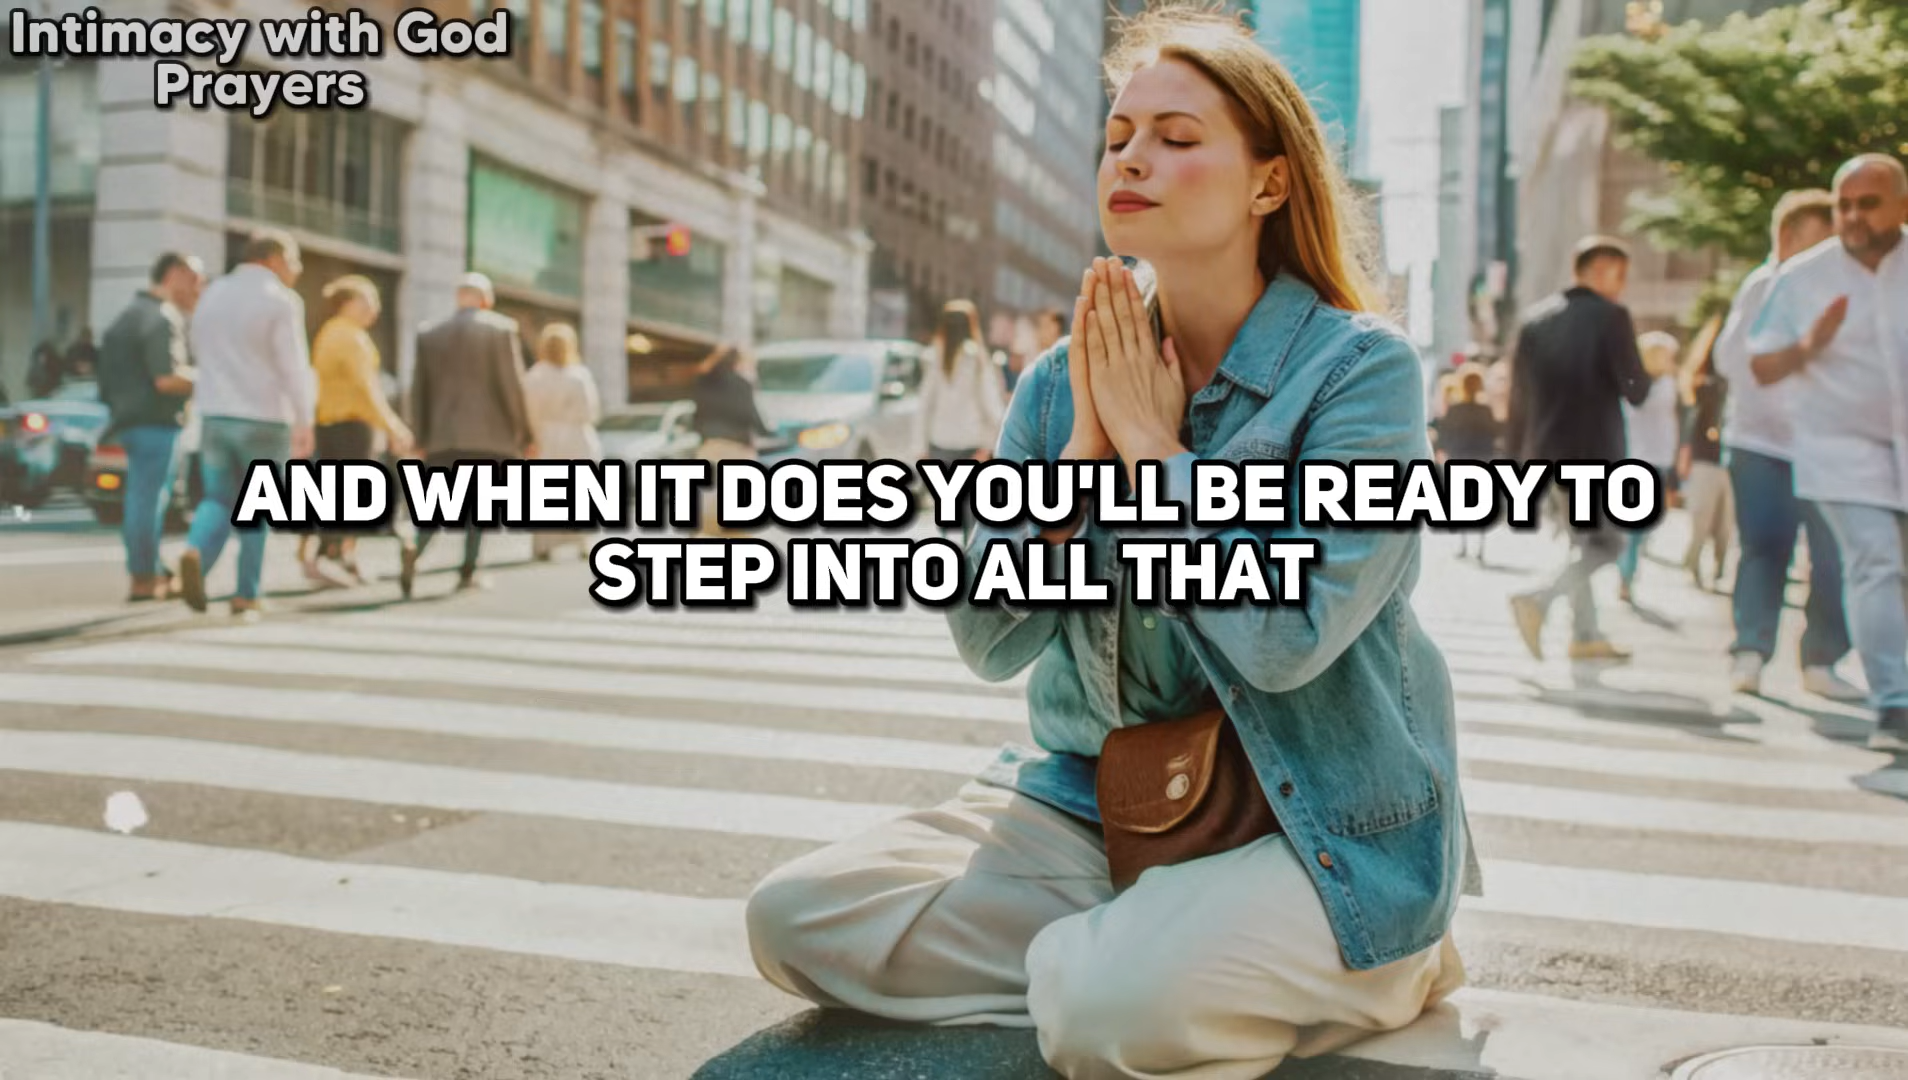 Intimacy with God
Prayers
AND WHEN IT DOES YOU'LL BE READY TO
STEP INTO ALL THAT